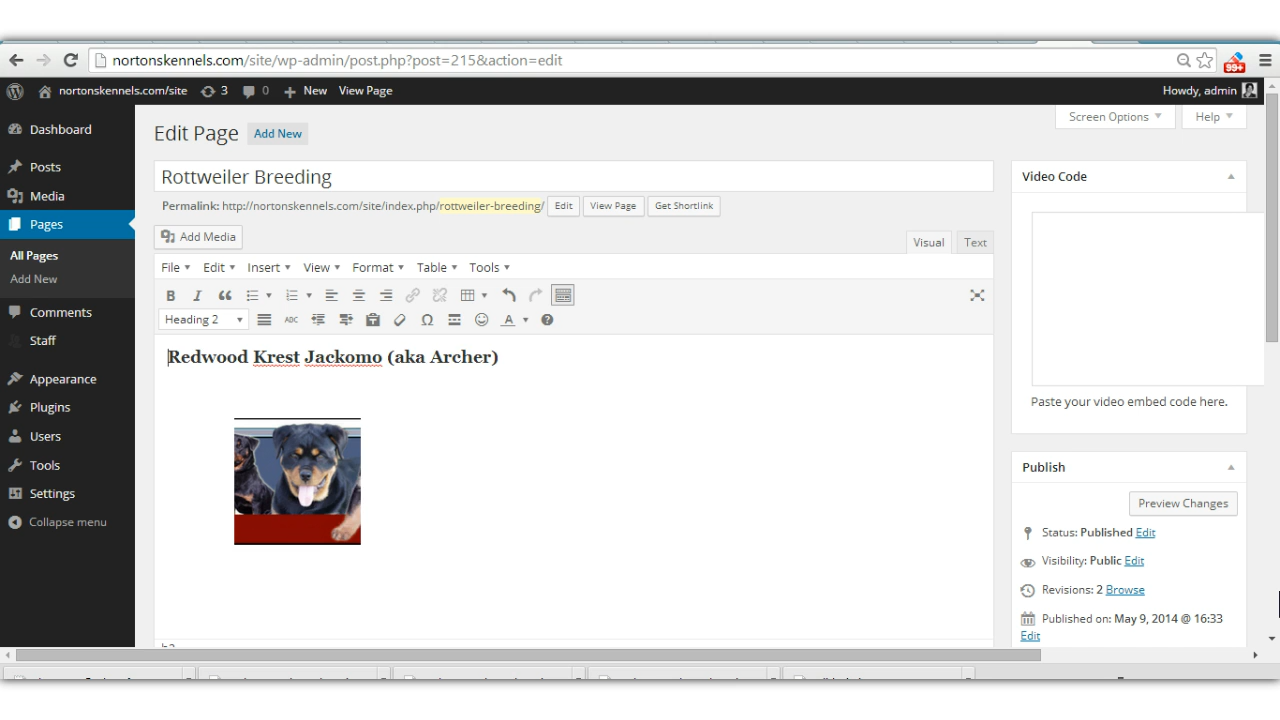 nortonskennels.com/site/wp-admin/post.php?post=215&action=edit
99+
nortonskennels.com/site 3 0 New View Page Howdy, admin
Screen Options Help
Dashboard
Posts
Media
Pages
All Pages
Add New
Comments
Staff
Appearance
Plugins
Users
Tools
Settings
Collapse menu
Edit Page Add New
Rottweiler Breeding
Permalink: http://nortonskennels.com/site/index.php/rottweiler-breeding/ Edit View Page Get Shortlink
Add Media
Visual Text
File Edit Insert View Format Table Tools
B I
Heading 2 ABC A
Redwood Krest Jackomo (aka Archer)
Video Code
Paste your video embed code here.
Publish
Preview Changes
Status: Published Edit
Visibility: Public Edit
Revisions: 2 Browse
Published on: May 9, 2014 @ 16:33
Edit